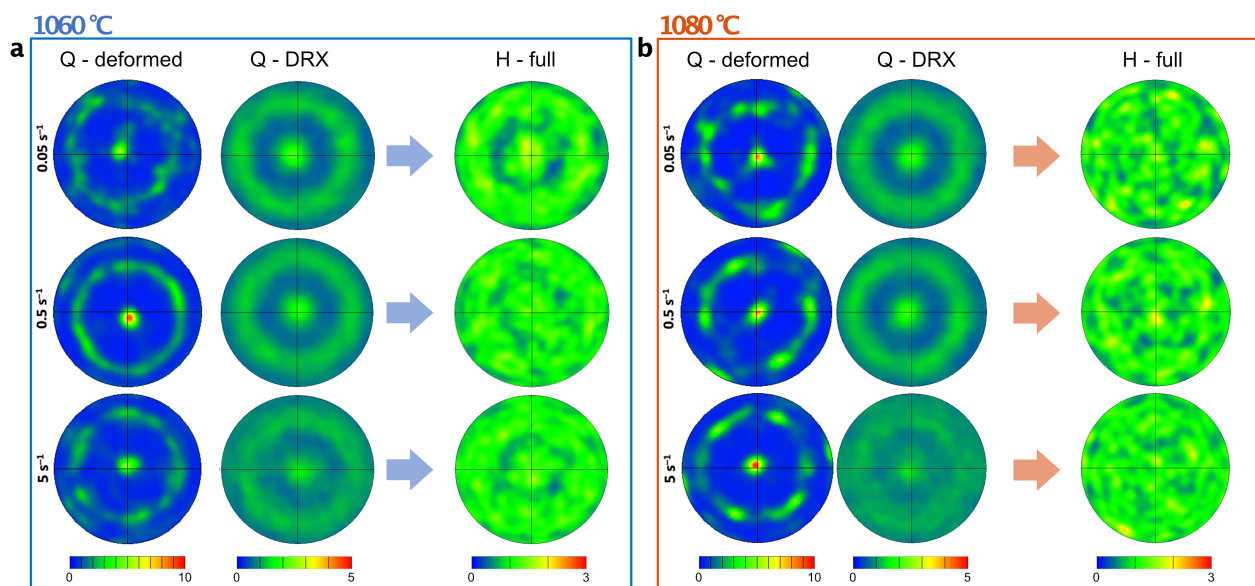 1060 °C
a
Q - deformed
Q - DRX
H - full
0.05 s⁻¹
0.5 s⁻¹
5 s⁻¹
0
10
0
5
0
3
1080 °C
b
Q - deformed
Q - DRX
H - full
0.05 s⁻¹
0.5 s⁻¹
5 s⁻¹
0
10
0
5
0
3